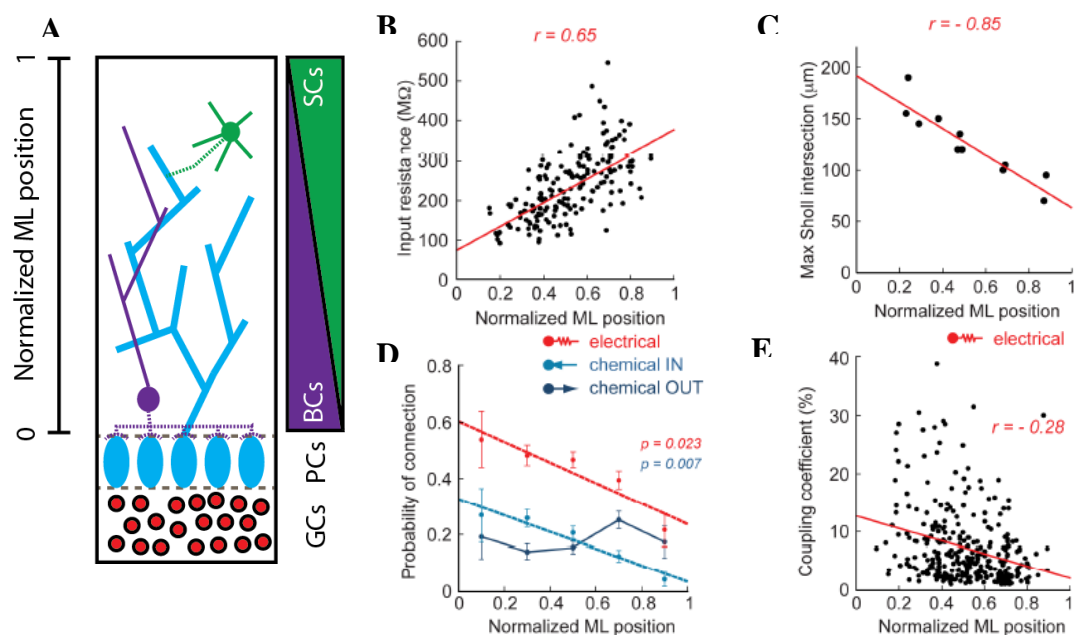 A
1
Normalized ML position
0
SCs
BCs
PCs
GCs
B
r = 0.65
600
500
400
300
200
100
0
Input resistance (MΩ)
0 0.2 0.4 0.6 0.8 1
Normalized ML position
C
r = - 0.85
200
150
100
50
0
Max Sholl intersection (μm)
0 0.2 0.4 0.6 0.8 1
Normalized ML position
D
electrical
chemical IN
chemical OUT
0.8
0.6
0.4
0.2
0
Probability of connection
p = 0.023
p = 0.007
0 0.2 0.4 0.6 0.8 1
Normalized ML position
E
electrical
40
30
20
10
0
Coupling coefficient (%)
r = - 0.28
0 0.2 0.4 0.6 0.8 1
Normalized ML position